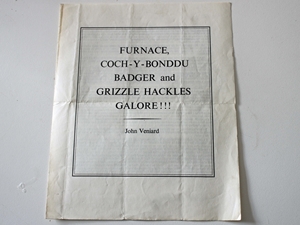 FURNACE,
COCH-Y-BONDDU
BADGER and
GRIZZLE HACKLES
GALORE!!!
John Veniard